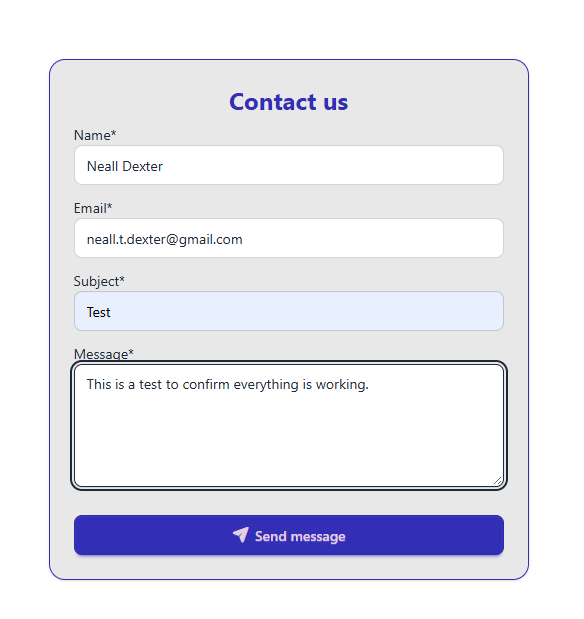 Contact us
Name*
Neall Dexter
Email*
neall.t.dexter@gmail.com
Subject*
Test
Message*
This is a test to confirm everything is working.
Send message